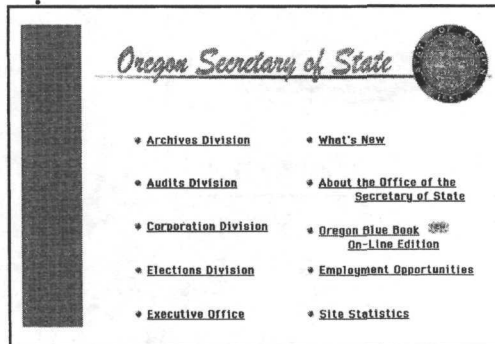 Oregon Secretary of State
Archives Division
Audits Division
Corporation Division
Elections Division
Executive Office
What's New
About the Office of the
Secretary of State
Oregon Blue Book
On-Line Edition
Employment Opportunities
Site Statistics